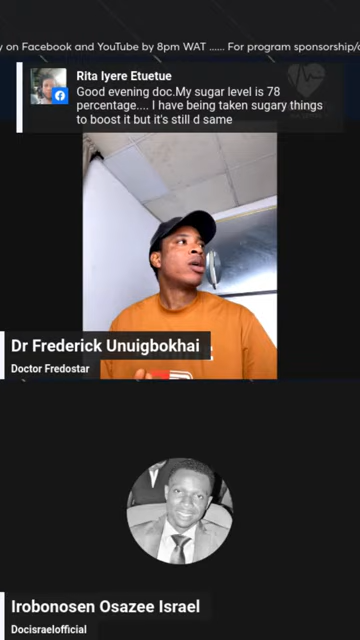 y on Facebook and YouTube by 8pm WAT ...... For program sponsorship/
Rita Iyere Etuetue
Good evening doc.My sugar level is 78
percentage.... I have being taken sugary things
to boost it but it's still d same
Dr Frederick Unuigbokhai
Doctor Fredostar
Irobonosen Osazee Israel
Docisraelofficial